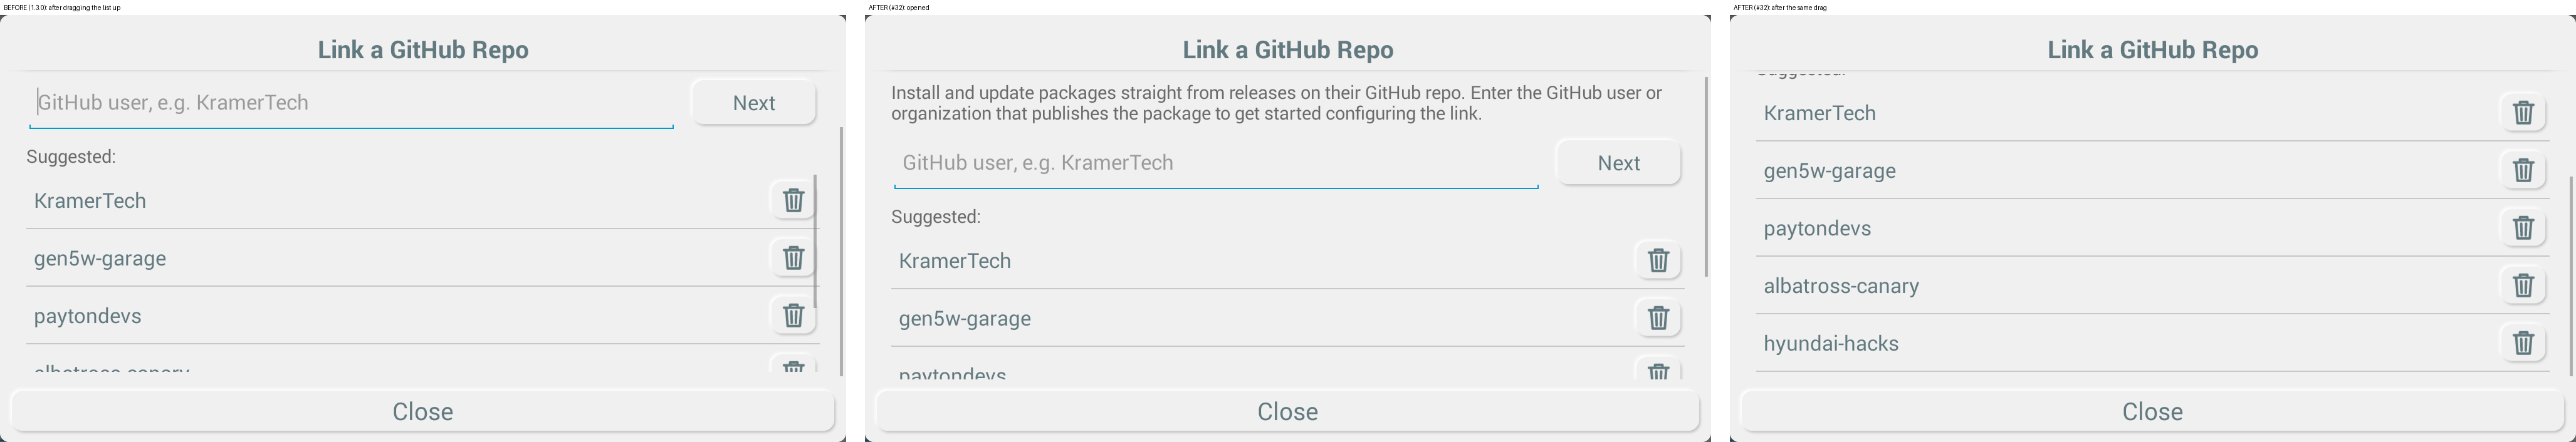 BEFORE (1.3.0): after dragging the list up
Link a GitHub Repo
GitHub user, e.g. KramerTech
Next
Suggested:
KramerTech
gen5w-garage
paytondevs
albatross-canary
Close
AFTER (#32): opened
Link a GitHub Repo
Install and update packages straight from releases on their GitHub repo. Enter the GitHub user or
organization that publishes the package to get started configuring the link.
GitHub user, e.g. KramerTech
Next
Suggested:
KramerTech
gen5w-garage
paytondevs
Close
AFTER (#32): after the same drag
Link a GitHub Repo
Suggested:
KramerTech
gen5w-garage
paytondevs
albatross-canary
hyundai-hacks
Close